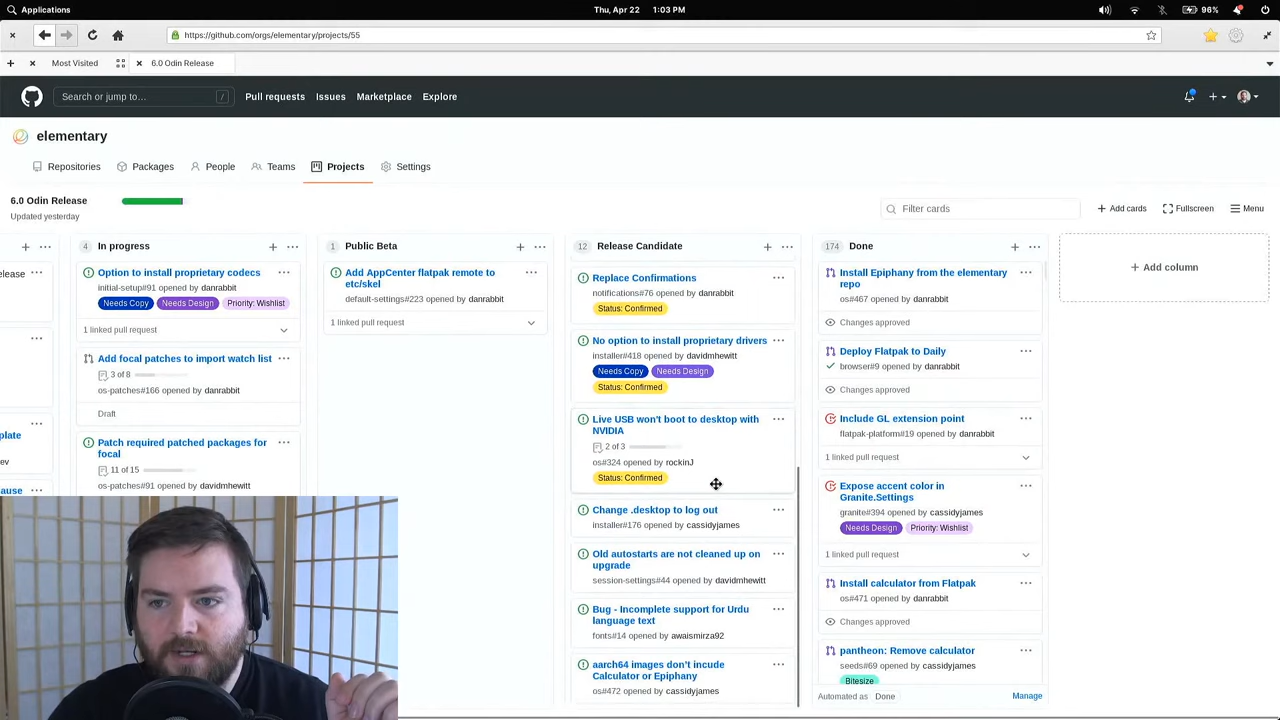 Applications
Thu, Apr 22 1:03 PM
96%
https://github.com/orgs/elementary/projects/55
Most Visited
6.0 Odin Release
Search or jump to…
/
Pull requests
Issues
Marketplace
Explore
elementary
Repositories
Packages
People
Teams
Projects
Settings
6.0 Odin Release
Updated yesterday
Filter cards
Add cards
Fullscreen
Menu
elease
plate
ev
ause
4 In progress
Option to install proprietary codecs
initial-setup#91 opened by danrabbit
Needs Copy Needs Design Priority: Wishlist
1 linked pull request
Add focal patches to import watch list
3 of 8
os-patches#166 opened by danrabbit
Draft
Patch required patched packages for
focal
11 of 15
os-patches#91 opened by davidmhewitt
1 Public Beta
Add AppCenter flatpak remote to
etc/skel
default-settings#223 opened by danrabbit
1 linked pull request
12 Release Candidate
Replace Confirmations
notifications#76 opened by danrabbit
Status: Confirmed
No option to install proprietary drivers
installer#418 opened by davidmhewitt
Needs Copy Needs Design
Status: Confirmed
Live USB won't boot to desktop with
NVIDIA
2 of 3
os#324 opened by rockinJ
Status: Confirmed
Change .desktop to log out
installer#176 opened by cassidyjames
Old autostarts are not cleaned up on
upgrade
session-settings#44 opened by davidmhewitt
Bug - Incomplete support for Urdu
language text
fonts#14 opened by awaismirza92
aarch64 images don't incude
Calculator or Epiphany
os#472 opened by cassidyjames
174 Done
Install Epiphany from the elementary
repo
os#467 opened by danrabbit
Changes approved
Deploy Flatpak to Daily
browser#9 opened by danrabbit
Changes approved
Include GL extension point
flatpak-platform#19 opened by danrabbit
1 linked pull request
Expose accent color in
Granite.Settings
granite#394 opened by cassidyjames
Needs Design Priority: Wishlist
1 linked pull request
Install calculator from Flatpak
os#471 opened by danrabbit
Changes approved
pantheon: Remove calculator
seeds#69 opened by cassidyjames
Bitesize
Automated as Done
Manage
Add column